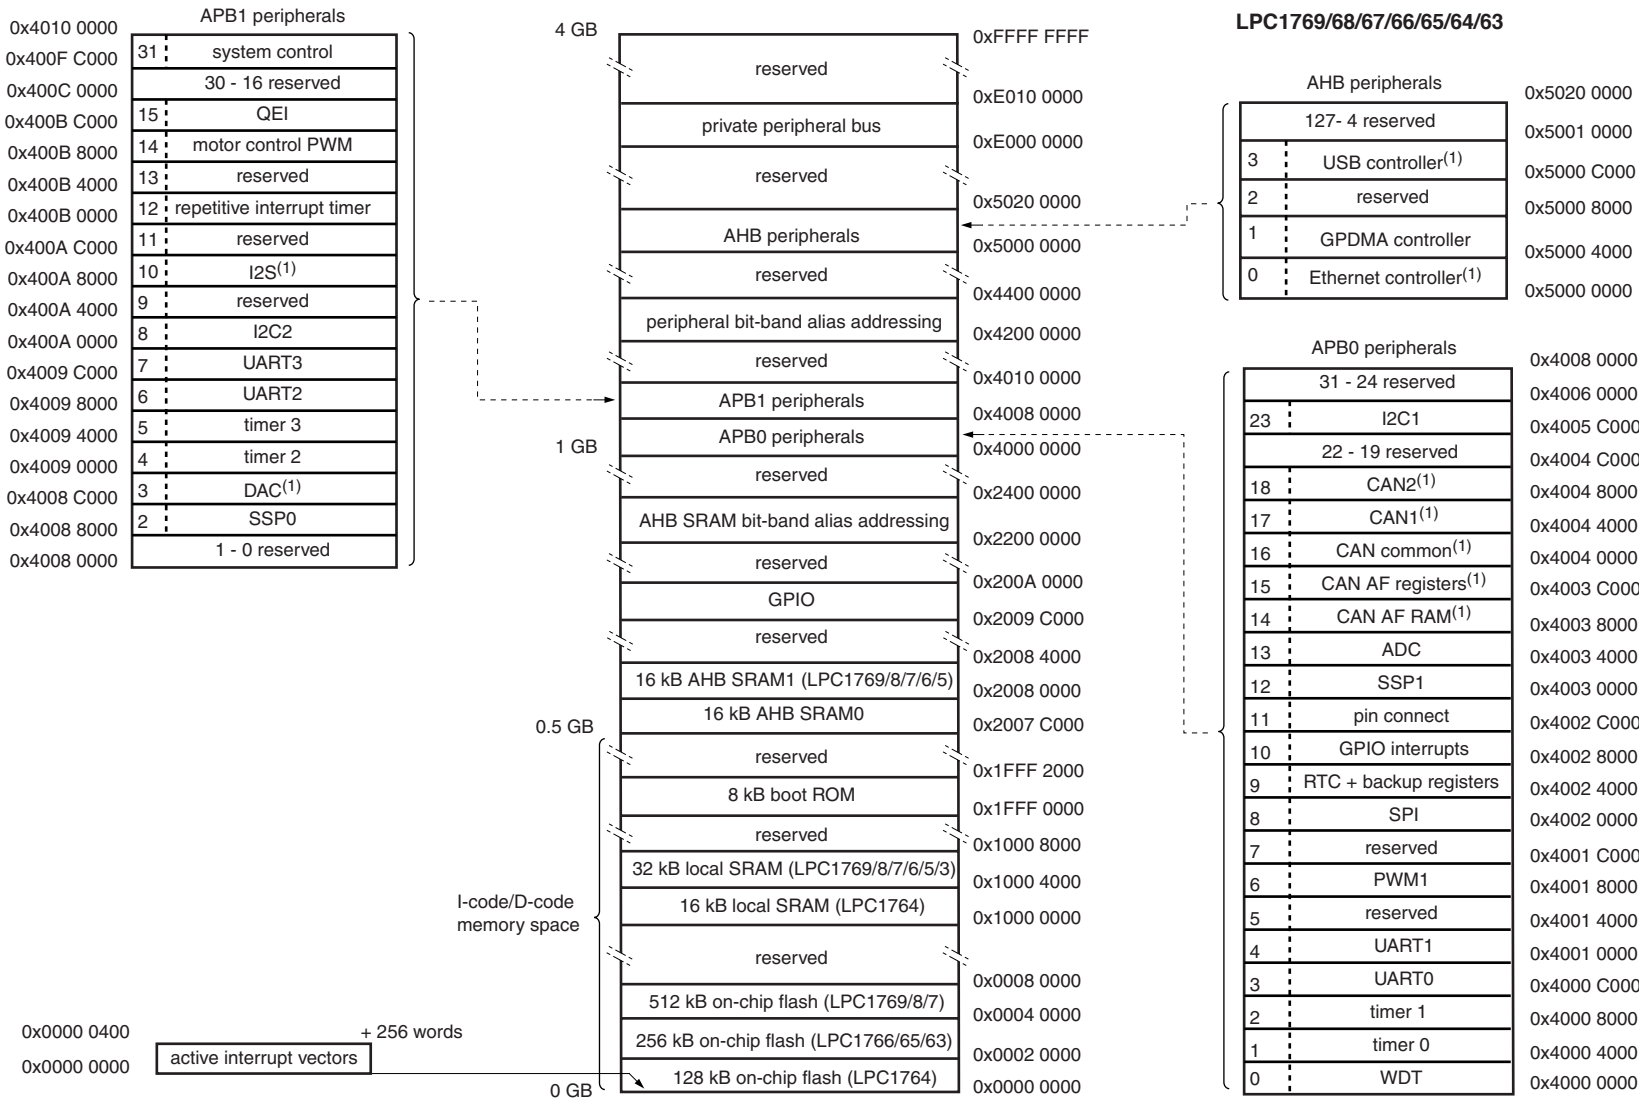 LPC1769/68/67/66/65/64/63
APB1 peripherals
0x4010 0000
31 system control
0x400F C000
30 - 16 reserved
0x400C 0000
15 QEI
0x400B C000
14 motor control PWM
0x400B 8000
13 reserved
0x400B 4000
12 repetitive interrupt timer
0x400B 0000
11 reserved
0x400A C000
10 I2S(1)
0x400A 8000
9 reserved
0x400A 4000
8 I2C2
0x400A 0000
7 UART3
0x4009 C000
6 UART2
0x4009 8000
5 timer 3
0x4009 4000
4 timer 2
0x4009 0000
3 DAC(1)
0x4008 C000
2 SSP0
0x4008 8000
1 - 0 reserved
0x4008 0000
4 GB
0xFFFF FFFF
reserved
0xE010 0000
private peripheral bus
0xE000 0000
reserved
0x5020 0000
AHB peripherals
0x5000 0000
reserved
0x4400 0000
peripheral bit-band alias addressing
0x4200 0000
reserved
0x4010 0000
APB1 peripherals
0x4008 0000
APB0 peripherals
1 GB
0x4000 0000
reserved
0x2400 0000
AHB SRAM bit-band alias addressing
0x2200 0000
reserved
0x200A 0000
GPIO
0x2009 C000
reserved
0x2008 4000
16 kB AHB SRAM1 (LPC1769/8/7/6/5)
0x2008 0000
16 kB AHB SRAM0
0.5 GB
0x2007 C000
reserved
0x1FFF 2000
8 kB boot ROM
0x1FFF 0000
reserved
0x1000 8000
32 kB local SRAM (LPC1769/8/7/6/5/3)
0x1000 4000
16 kB local SRAM (LPC1764)
0x1000 0000
I-code/D-code
memory space
reserved
0x0008 0000
512 kB on-chip flash (LPC1769/8/7)
0x0004 0000
256 kB on-chip flash (LPC1766/65/63)
0x0002 0000
128 kB on-chip flash (LPC1764)
0 GB
0x0000 0000
0x0000 0400
+ 256 words
active interrupt vectors
0x0000 0000
AHB peripherals
0x5020 0000
127- 4 reserved
0x5001 0000
3 USB controller(1)
0x5000 C000
2 reserved
0x5000 8000
1 GPDMA controller
0x5000 4000
0 Ethernet controller(1)
0x5000 0000
APB0 peripherals
0x4008 0000
31 - 24 reserved
0x4006 0000
23 I2C1
0x4005 C000
22 - 19 reserved
0x4004 C000
18 CAN2(1)
0x4004 8000
17 CAN1(1)
0x4004 4000
16 CAN common(1)
0x4004 0000
15 CAN AF registers(1)
0x4003 C000
14 CAN AF RAM(1)
0x4003 8000
13 ADC
0x4003 4000
12 SSP1
0x4003 0000
11 pin connect
0x4002 C000
10 GPIO interrupts
0x4002 8000
9 RTC + backup registers
0x4002 4000
8 SPI
0x4002 0000
7 reserved
0x4001 C000
6 PWM1
0x4001 8000
5 reserved
0x4001 4000
4 UART1
0x4001 0000
3 UART0
0x4000 C000
2 timer 1
0x4000 8000
1 timer 0
0x4000 4000
0 WDT
0x4000 0000